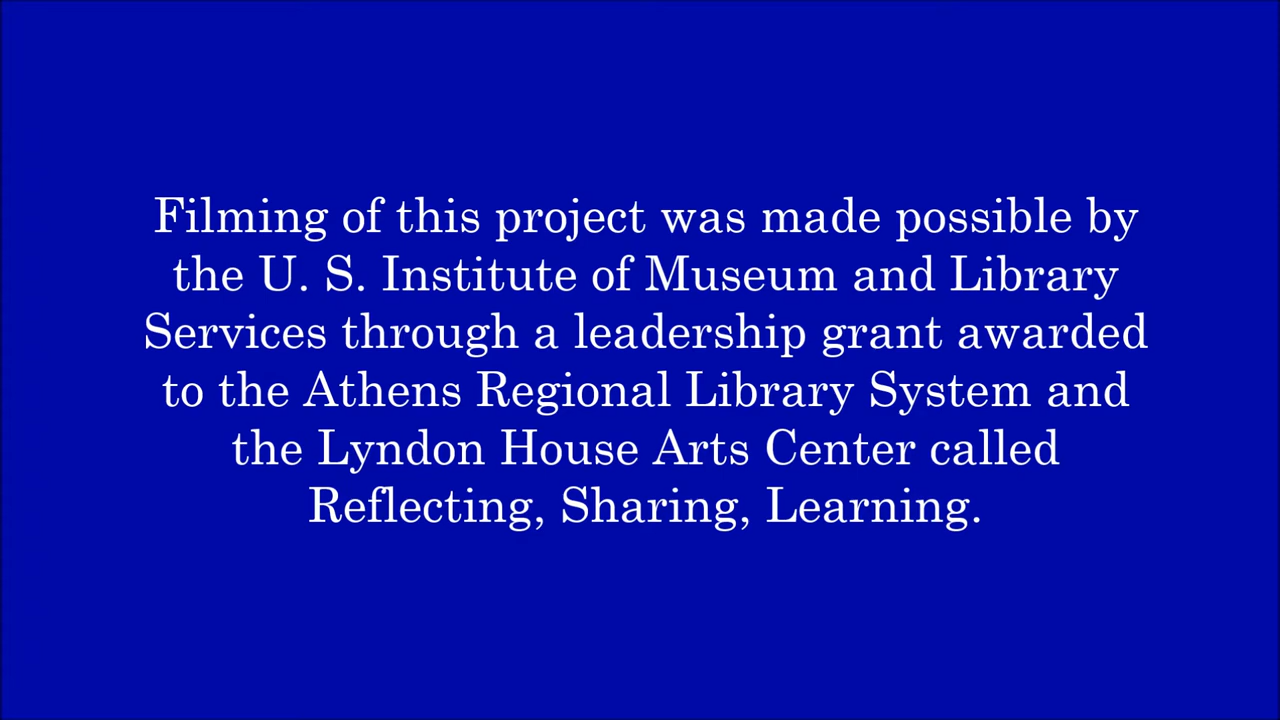 Filming of this project was made possible by
the U. S. Institute of Museum and Library
Services through a leadership grant awarded
to the Athens Regional Library System and
the Lyndon House Arts Center called
Reflecting, Sharing, Learning.